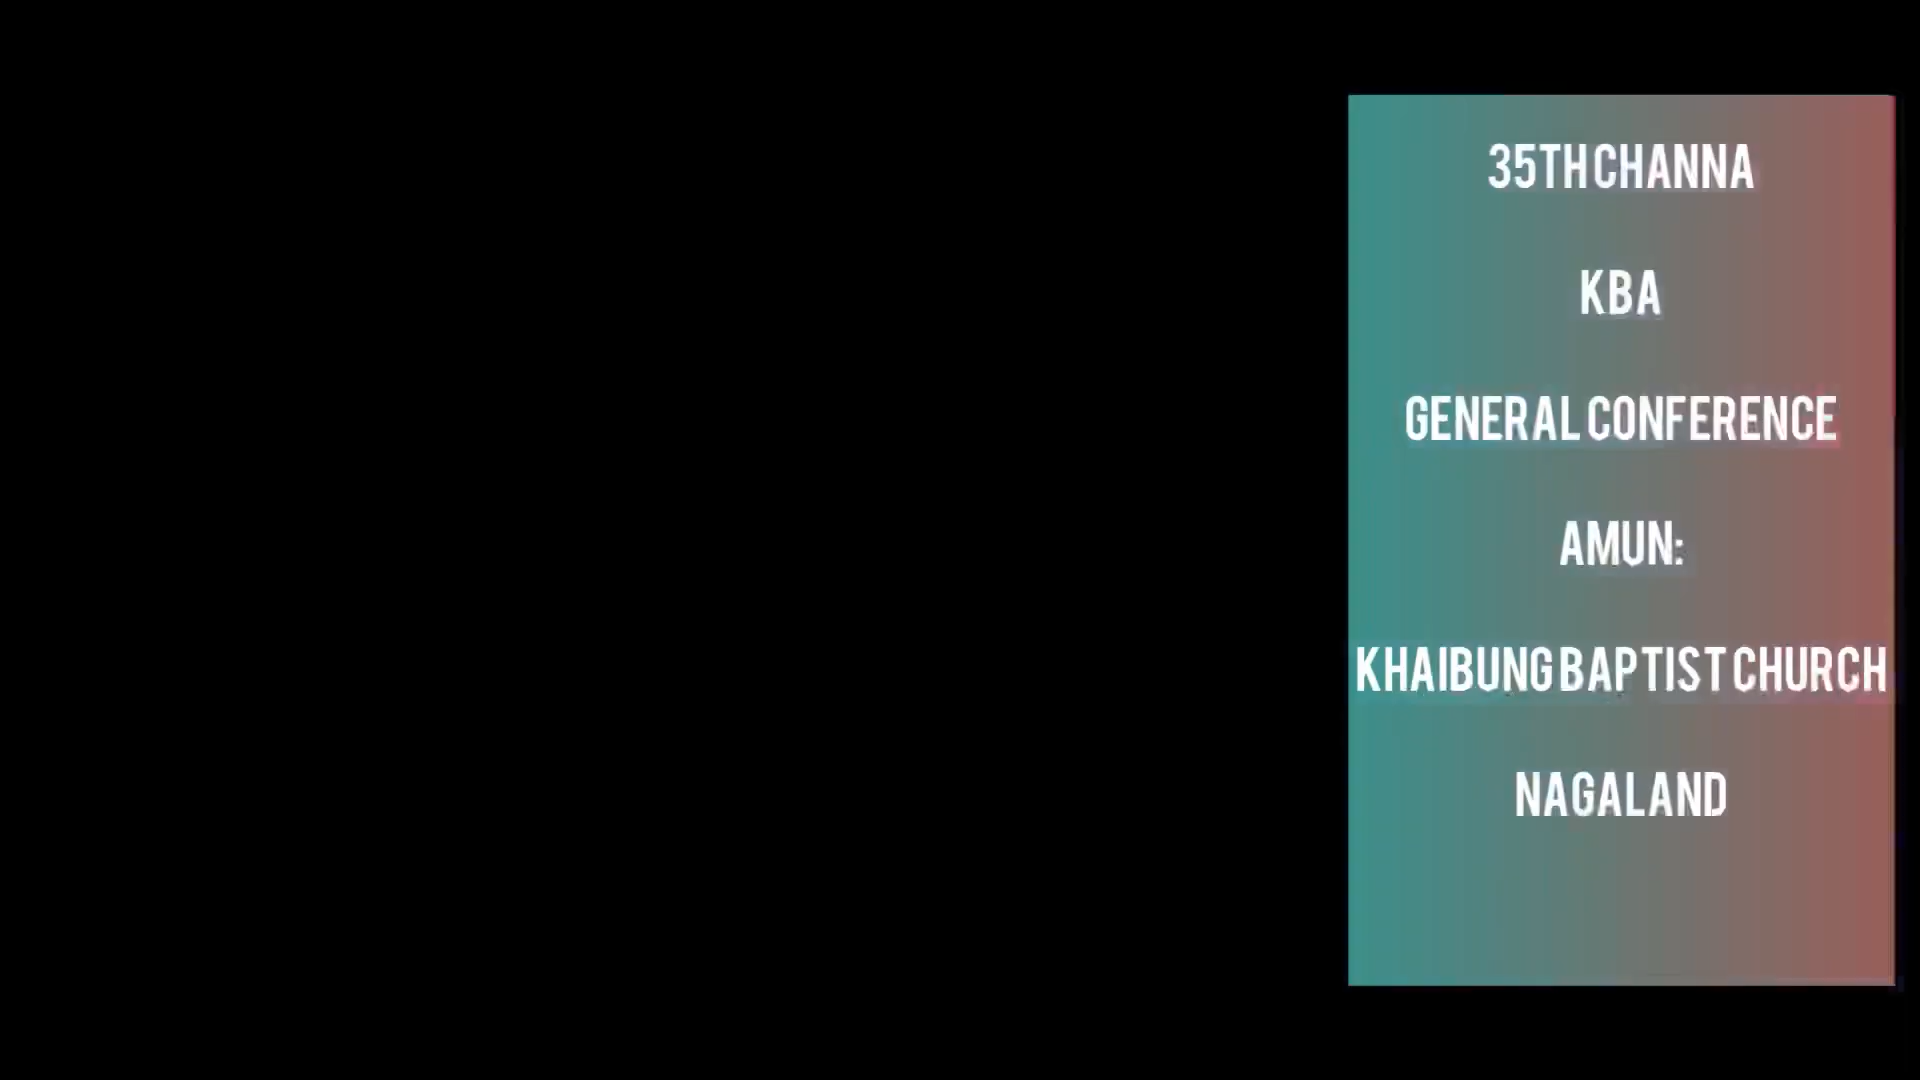 35TH CHANNA
KBA
GENERAL CONFERENCE
AMUN:
KHAIBUNG BAPTIST CHURCH
NAGALAND